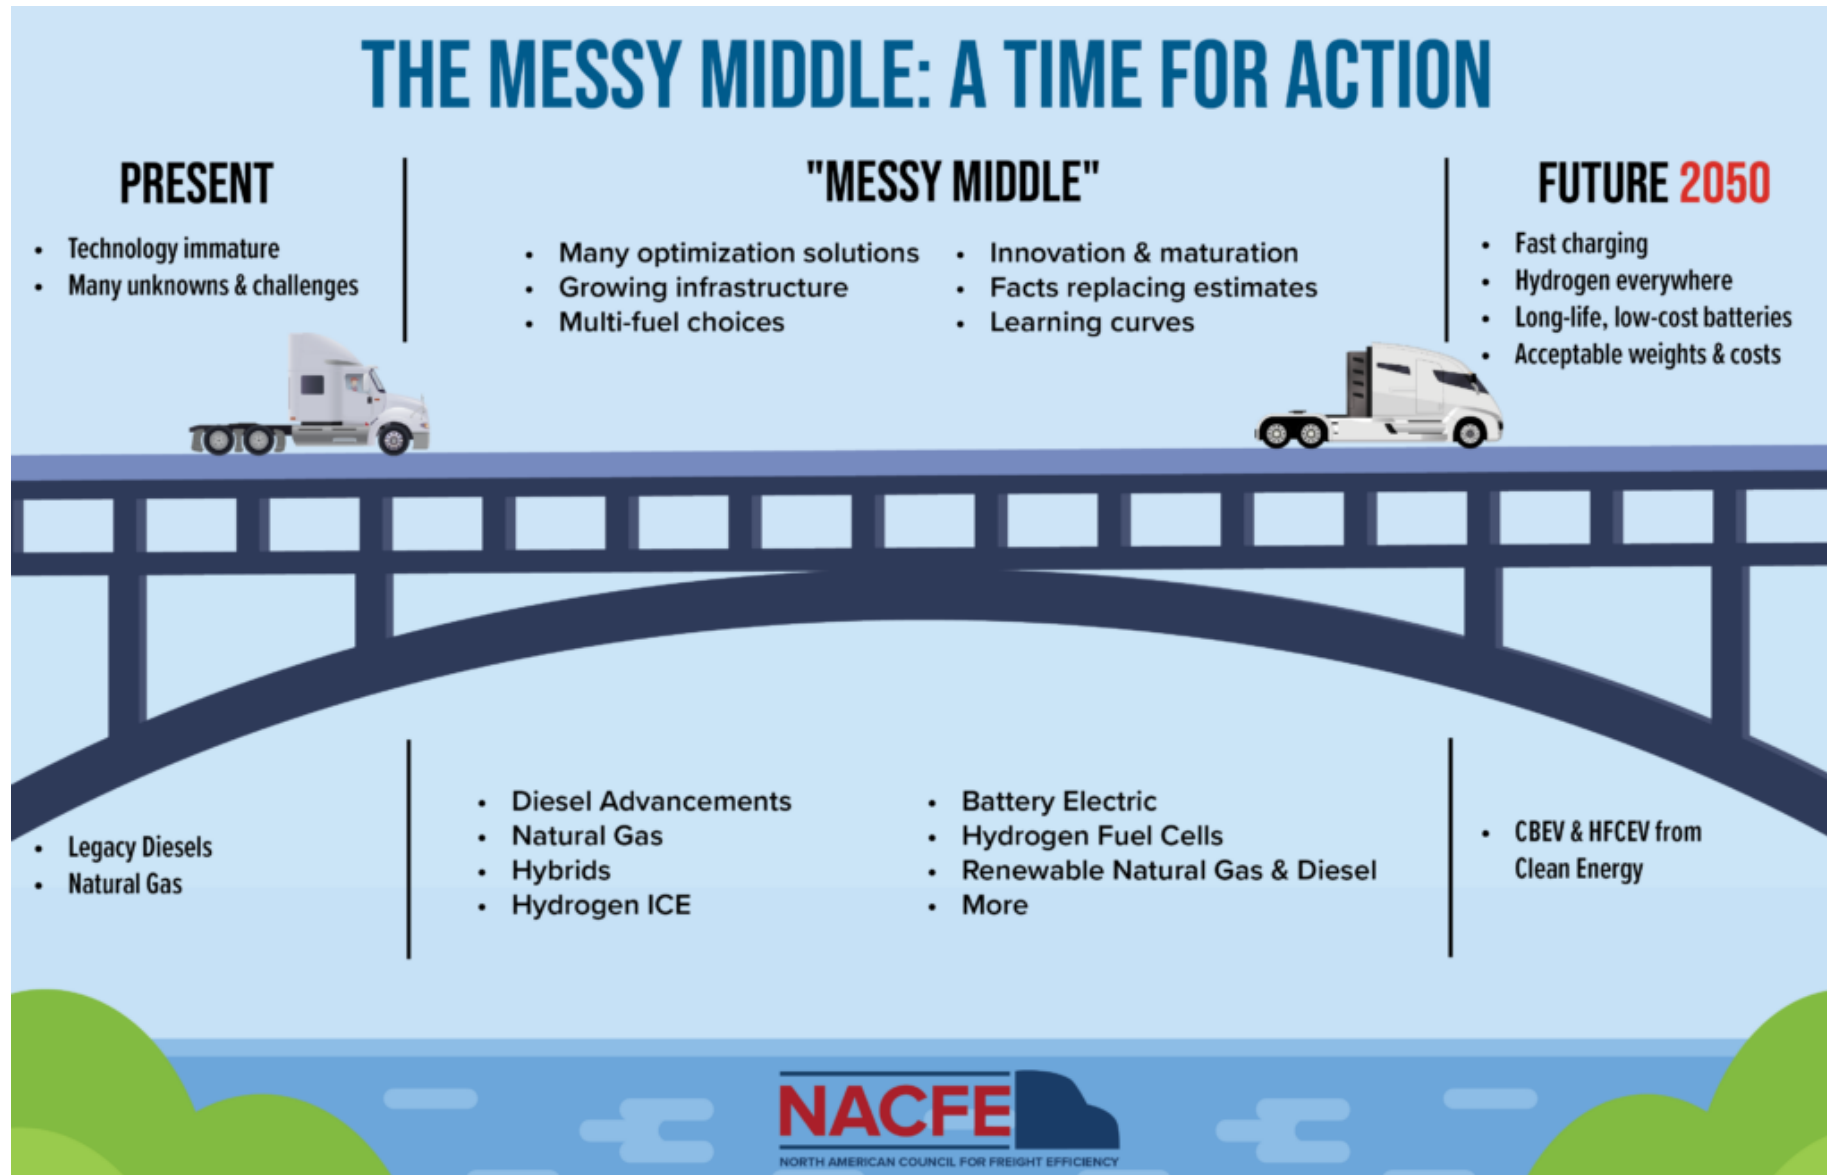 THE MESSY MIDDLE: A TIME FOR ACTION
PRESENT
• Technology immature
• Many unknowns & challenges
"MESSY MIDDLE"
• Many optimization solutions
• Growing infrastructure
• Multi-fuel choices
• Innovation & maturation
• Facts replacing estimates
• Learning curves
FUTURE 2050
• Fast charging
• Hydrogen everywhere
• Long-life, low-cost batteries
• Acceptable weights & costs
• Legacy Diesels
• Natural Gas
• Diesel Advancements
• Natural Gas
• Hybrids
• Hydrogen ICE
• Battery Electric
• Hydrogen Fuel Cells
• Renewable Natural Gas & Diesel
• More
• CBEV & HFCEV from
Clean Energy
NACFE
NORTH AMERICAN COUNCIL FOR FREIGHT EFFICIENCY